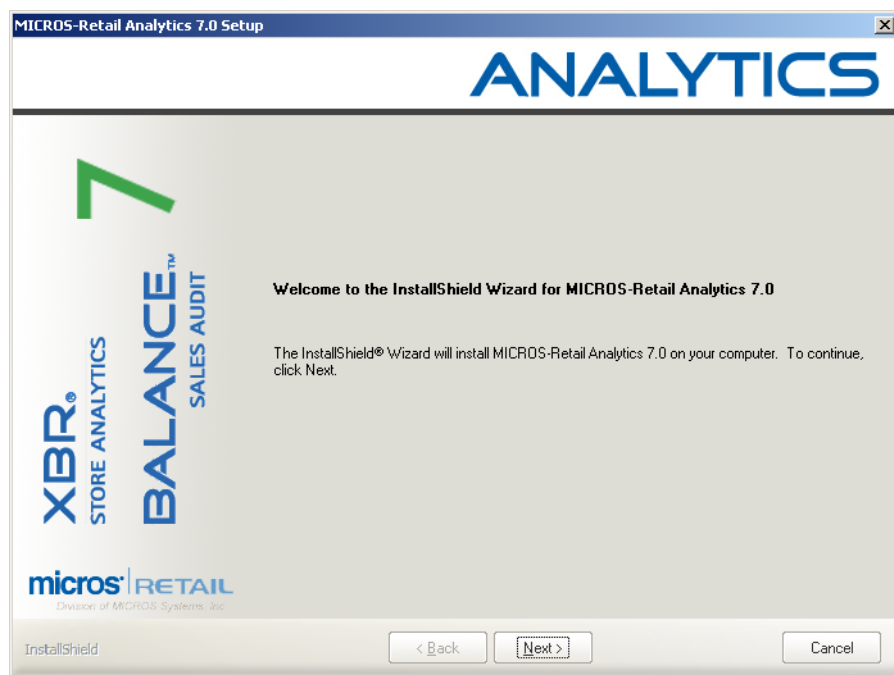 MICROS-Retail Analytics 7.0 Setup
ANALYTICS
7
XBR®
STORE ANALYTICS
BALANCE™
SALES AUDIT
Welcome to the InstallShield Wizard for MICROS-Retail Analytics 7.0
The InstallShield® Wizard will install MICROS-Retail Analytics 7.0 on your computer. To continue,
click Next.
micros® RETAIL
Division of MICROS Systems, Inc
InstallShield
< Back
Next >
Cancel